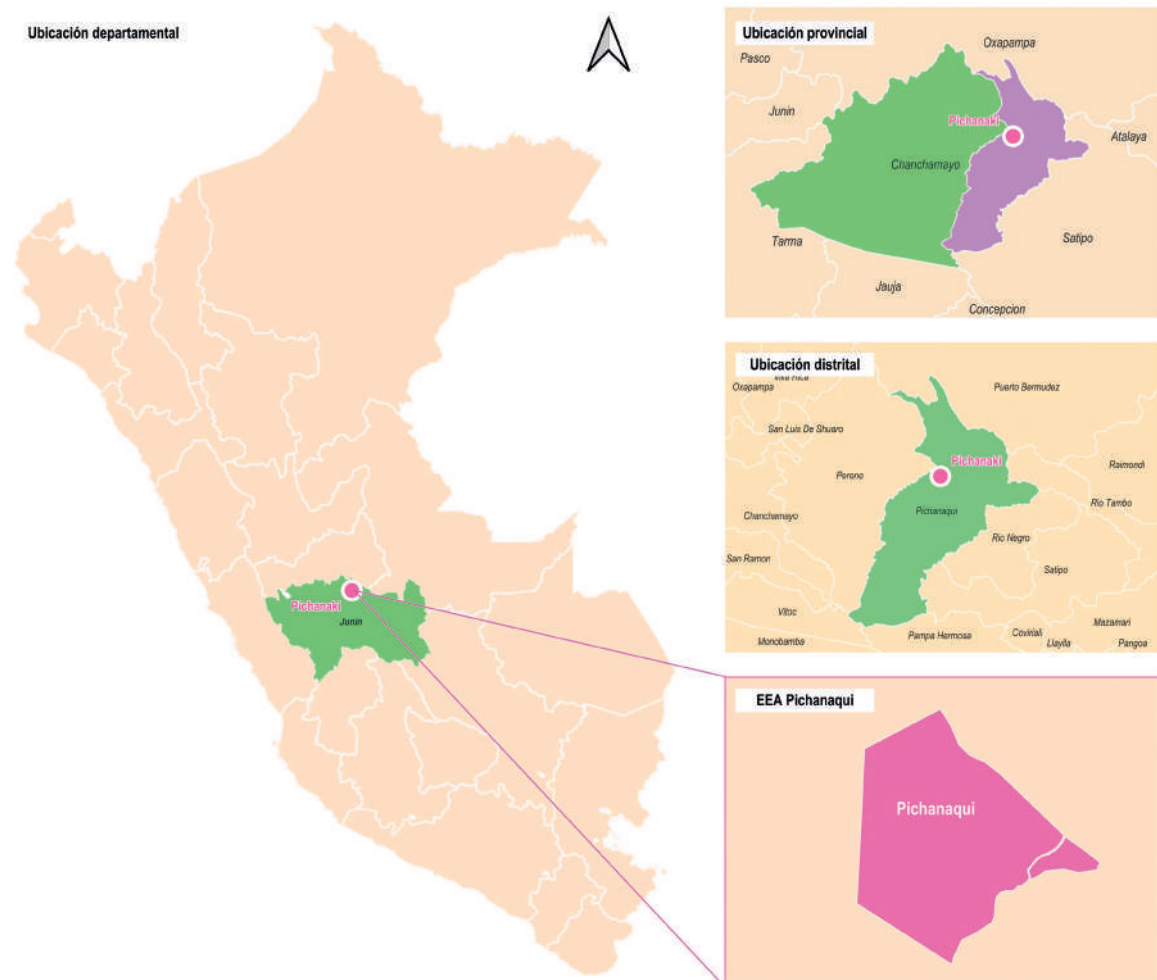 Ubicación departamental
Pichanaki
Junin
Ubicación provincial
Oxapampa
Pasco
Junin
Pichanaki
Atalaya
Chanchamayo
Tarma
Satipo
Jauja
Concepcion
Ubicación distrital
Villa Rica
Oxapampa
Puerto Bermudez
San Luis De Shuaro
Pichanaki
Raimondi
Perene
Rio Tambo
Chanchamayo
Pichanaqui
Rio Negro
San Ramon
Satipo
Vitoc
Mazamari
Monobamba
Pampa Hermosa
Coviriali
Llaylla
Pangoa
EEA Pichanaqui
Pichanaqui